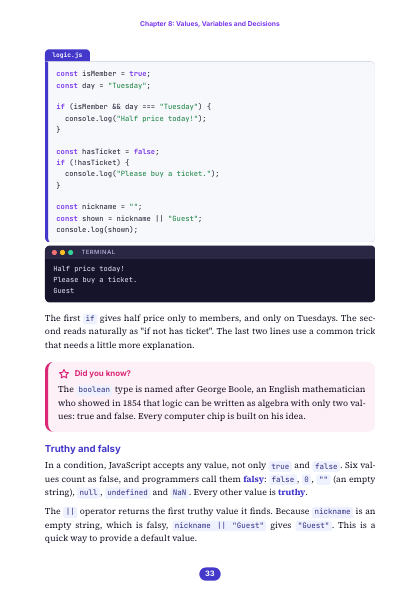 Chapter 8: Values, Variables and Decisions
logic.js
const isMember = true;
const day = "Tuesday";
if (isMember && day === "Tuesday") {
console.log("Half price today!");
}
const hasTicket = false;
if (!hasTicket) {
console.log("Please buy a ticket.");
}
const nickname = "";
const shown = nickname || "Guest";
console.log(shown);
TERMINAL
Half price today!
Please buy a ticket.
Guest
The first if gives half price only to members, and only on Tuesdays. The sec-
ond reads naturally as "if not has ticket". The last two lines use a common trick
that needs a little more explanation.
Did you know?
The boolean type is named after George Boole, an English mathematician
who showed in 1854 that logic can be written as algebra with only two val-
ues: true and false. Every computer chip is built on his idea.
Truthy and falsy
In a condition, JavaScript accepts any value, not only true and false. Six val-
ues count as false, and programmers call them falsy: false, 0, "" (an empty
string), null, undefined and NaN. Every other value is truthy.
The || operator returns the first truthy value it finds. Because nickname is an
empty string, which is falsy, nickname || "Guest" gives "Guest". This is a
quick way to provide a default value.
33